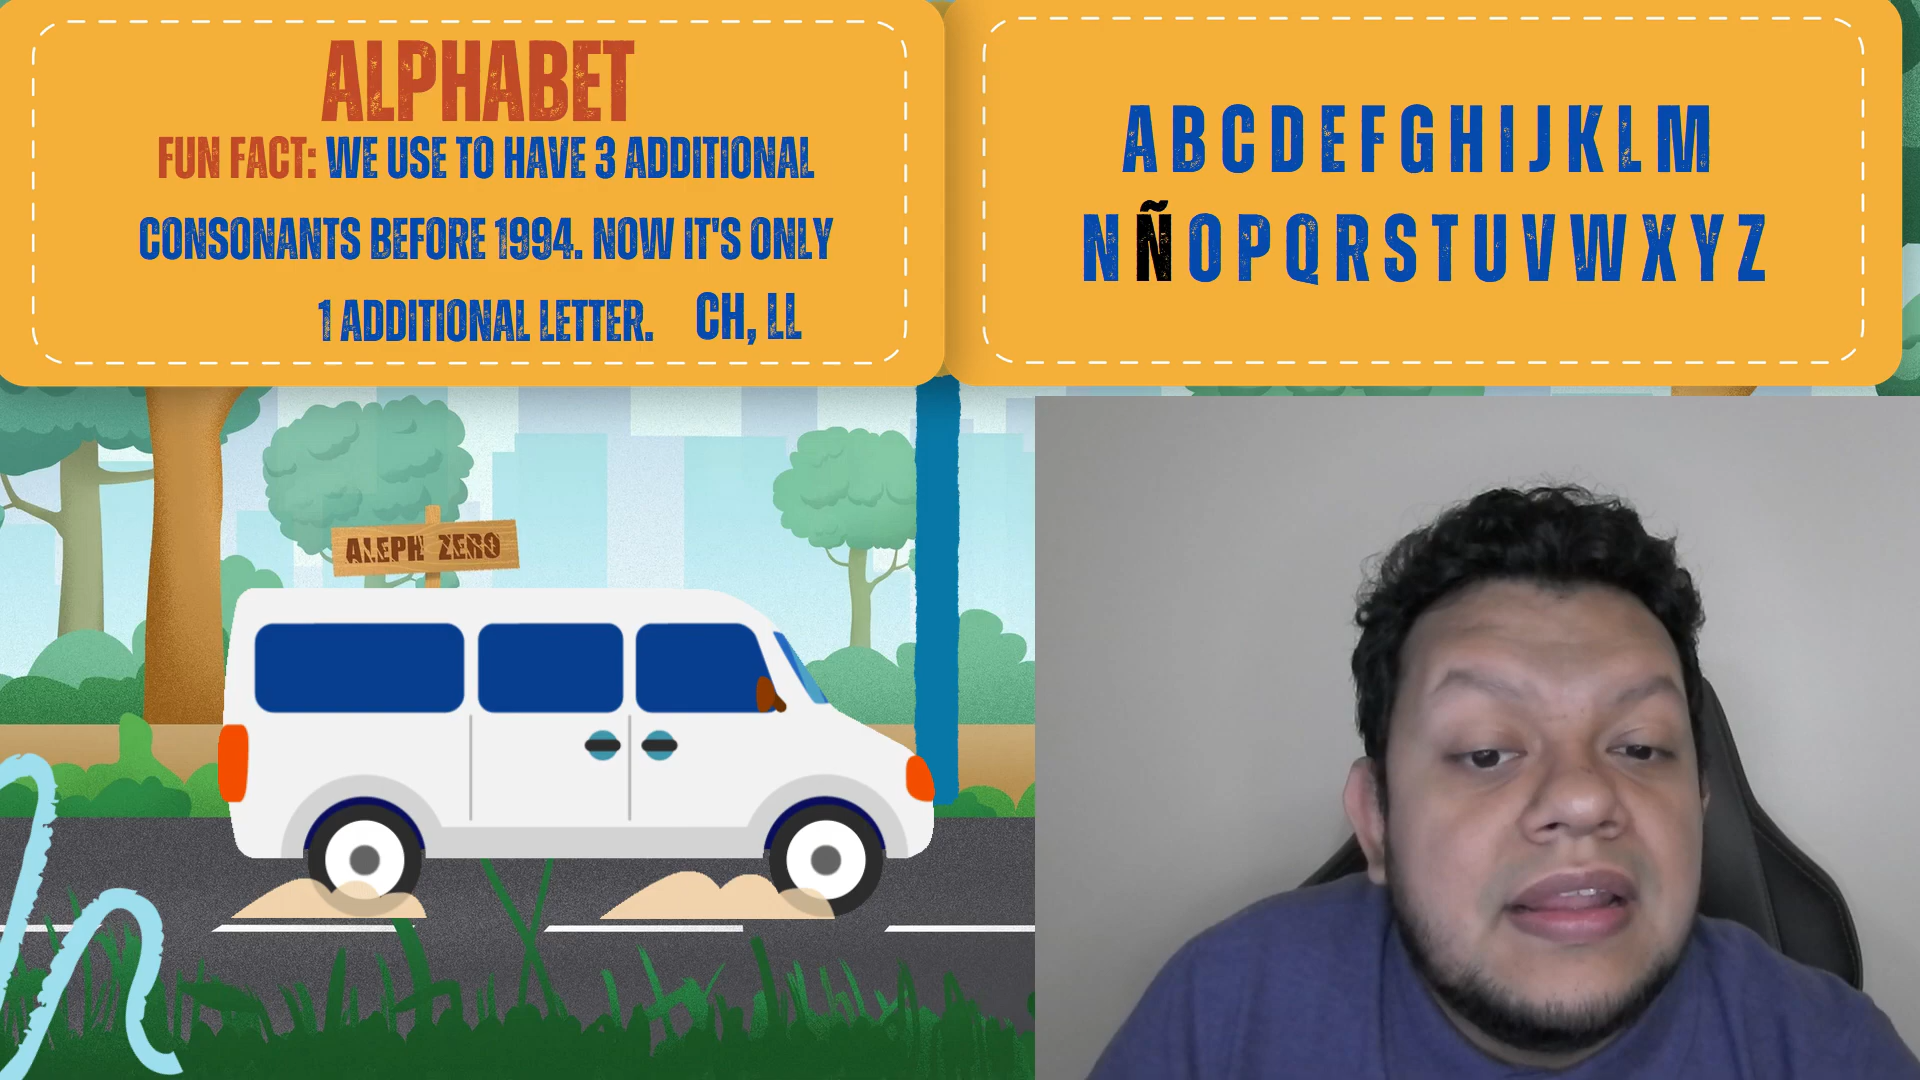 ALPHABET
FUN FACT: WE USE TO HAVE 3 ADDITIONAL
CONSONANTS BEFORE 1994. NOW IT'S ONLY
1 ADDITIONAL LETTER. CH, LL
A B C D E F G H I J K L M
N Ñ O P Q R S T U V W X Y Z
ALEPH ZERO